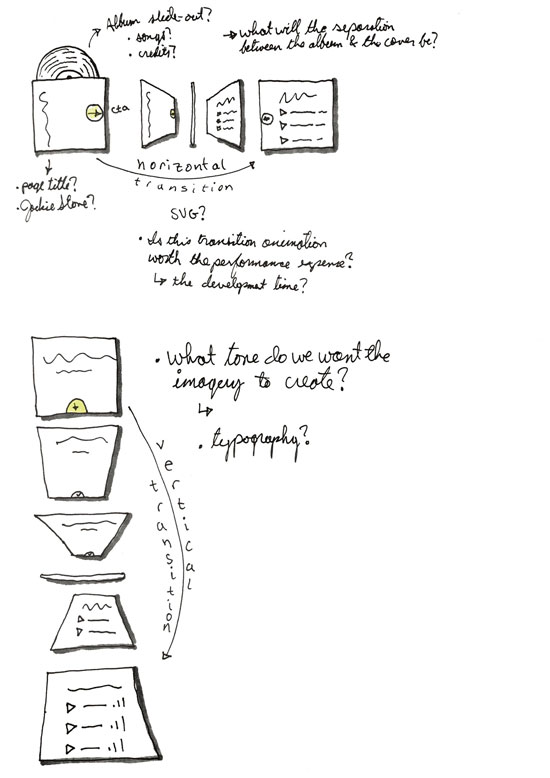 Album slide-out?
• songs?
• credits?
→ what will the separation
between the album & the cover be?
cta
• page title?
• Jackie Stone?
horizontal
transition
SVG?
• Is this transition animation
worth the performance expense?
↳ the development time?
• What tone do we want the
imagery to create?
↳
• typography?
vertical
transition